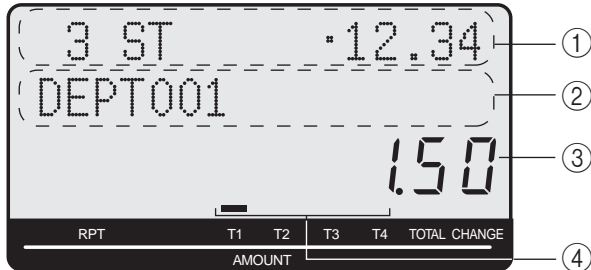 3 ST ·12.34 ①
DEPT001 ②
1.50 ③
RPT T1 T2 T3 T4 TOTAL CHANGE
AMOUNT ④